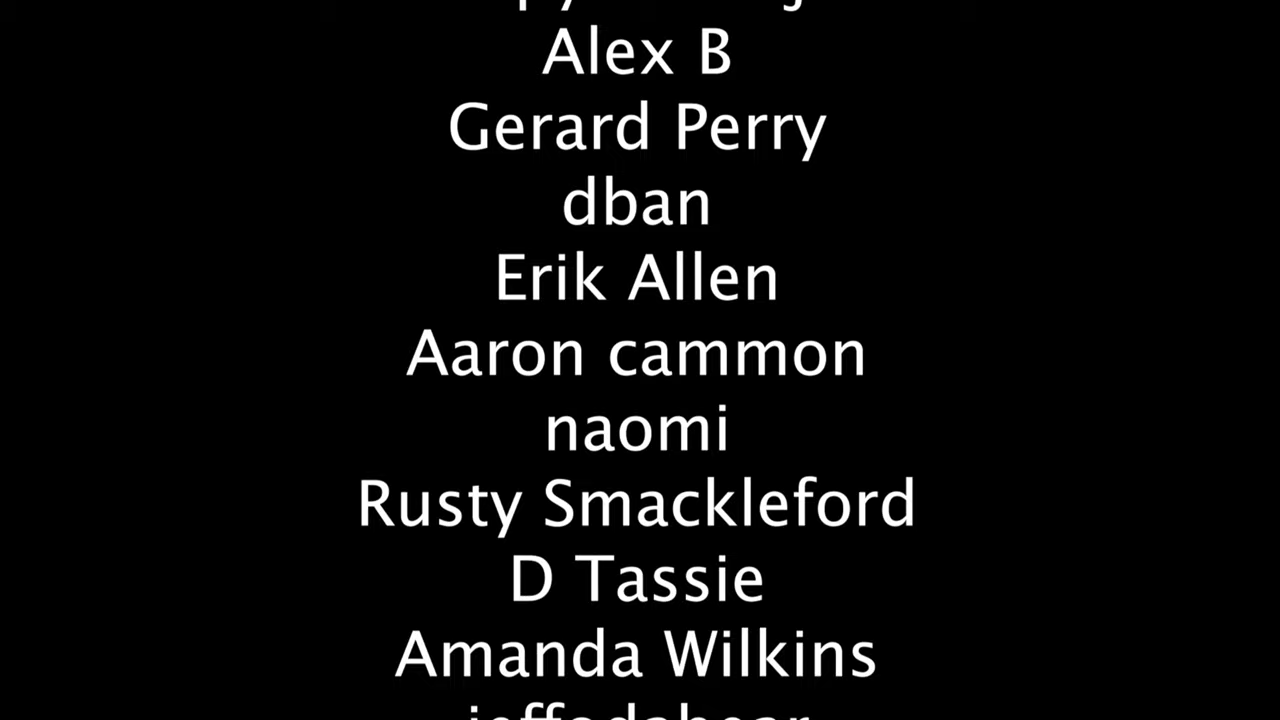 Alex B
Gerard Perry
dban
Erik Allen
Aaron cammon
naomi
Rusty Smackleford
D Tassie
Amanda Wilkins